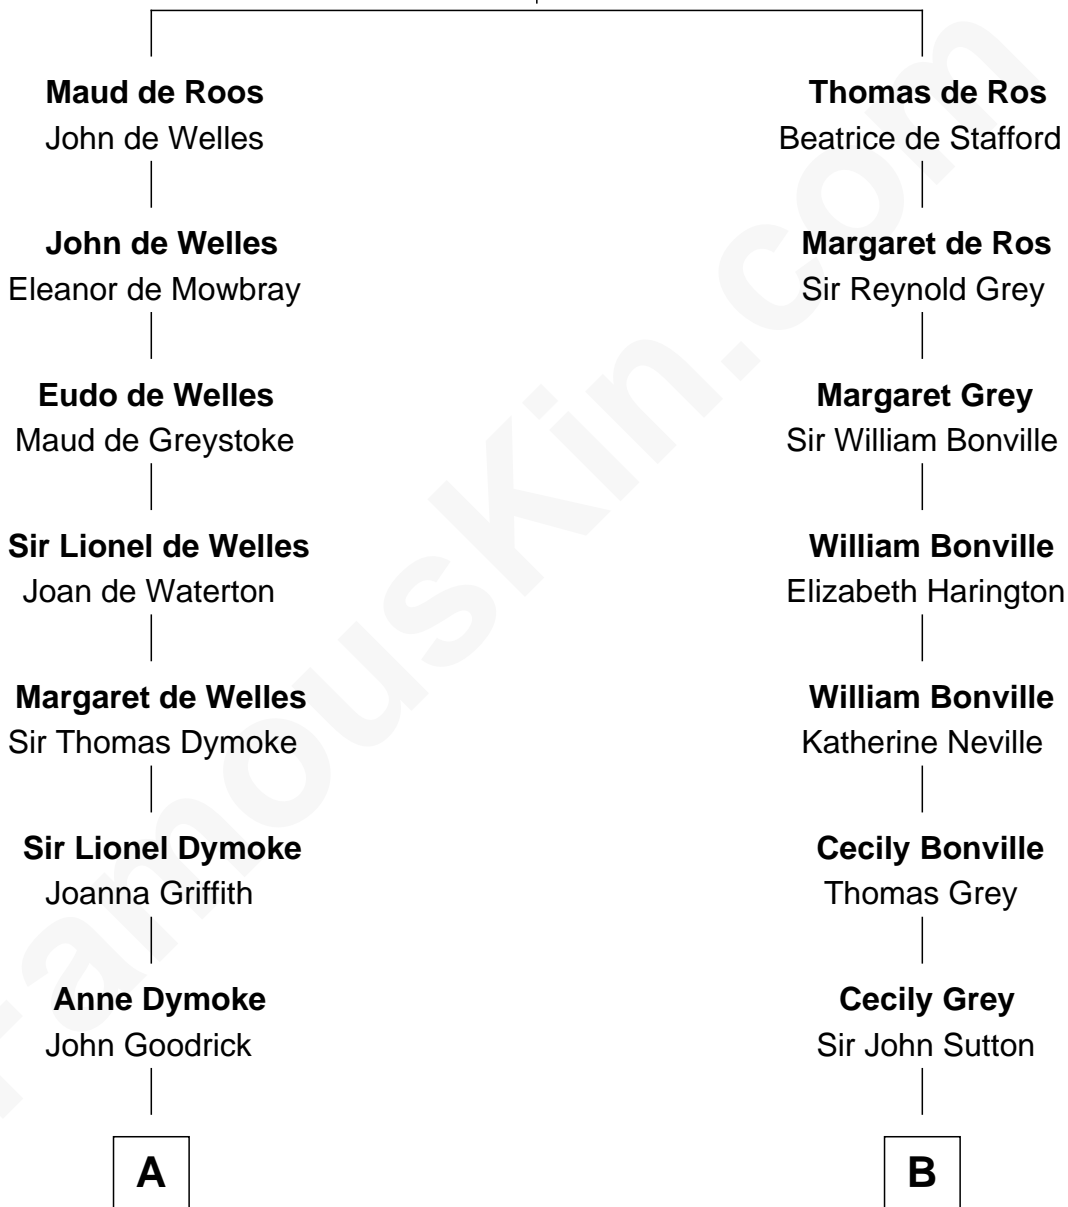 Maud de Roos
John de Welles
John de Welles
Eleanor de Mowbray
Eudo de Welles
Maud de Greystoke
Sir Lionel de Welles
Joan de Waterton
Margaret de Welles
Sir Thomas Dymoke
Sir Lionel Dymoke
Joanna Griffith
Anne Dymoke
John Goodrick
A
Thomas de Ros
Beatrice de Stafford
Margaret de Ros
Sir Reynold Grey
Margaret Grey
Sir William Bonville
William Bonville
Elizabeth Harington
William Bonville
Katherine Neville
Cecily Bonville
Thomas Grey
Cecily Grey
Sir John Sutton
B
FamousKin.com